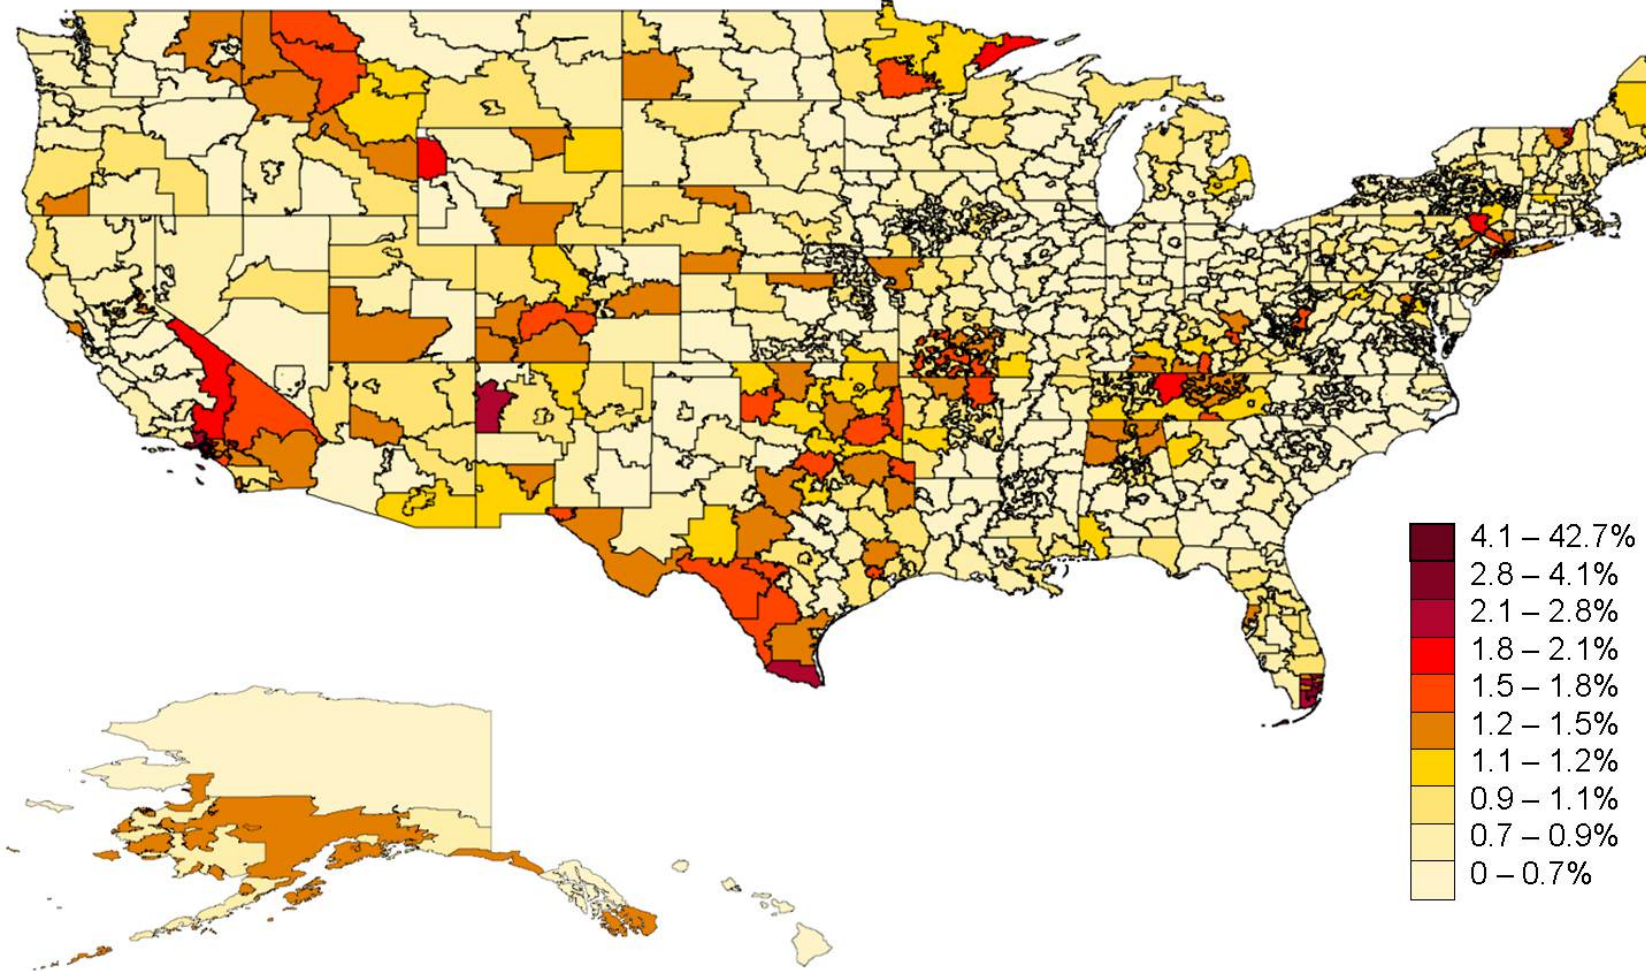 4.1 – 42.7%
2.8 – 4.1%
2.1 – 2.8%
1.8 – 2.1%
1.5 – 1.8%
1.2 – 1.5%
1.1 – 1.2%
0.9 – 1.1%
0.7 – 0.9%
0 – 0.7%